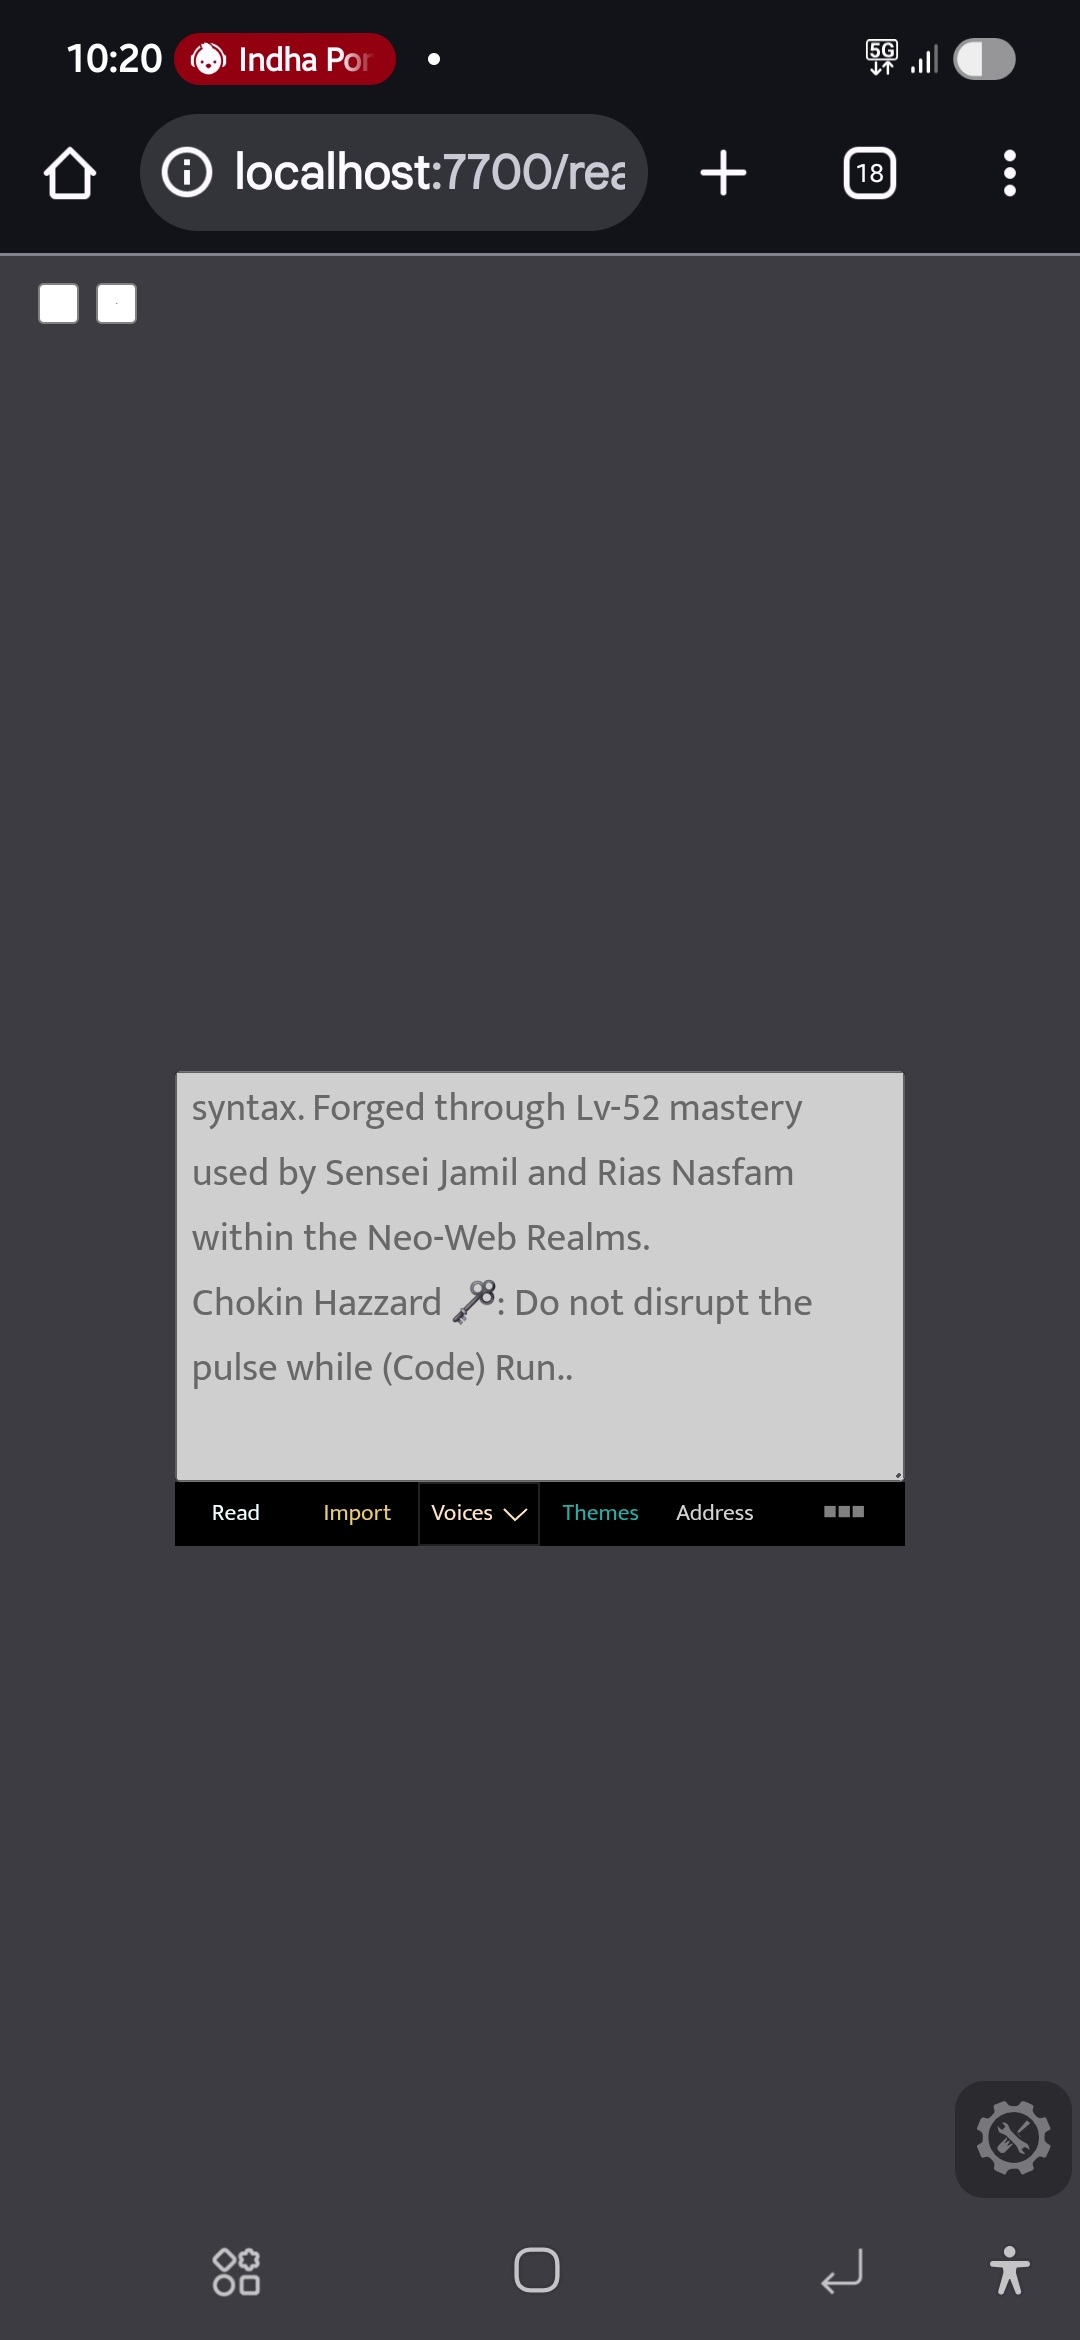 10:20 Indha Por
5G
localhost:7700/rea
18
syntax. Forged through Lv-52 mastery
used by Sensei Jamil and Rias Nasfam
within the Neo-Web Realms.
Chokin Hazzard 🗝: Do not disrupt the
pulse while (Code) Run..
Read Import Voices Themes Address